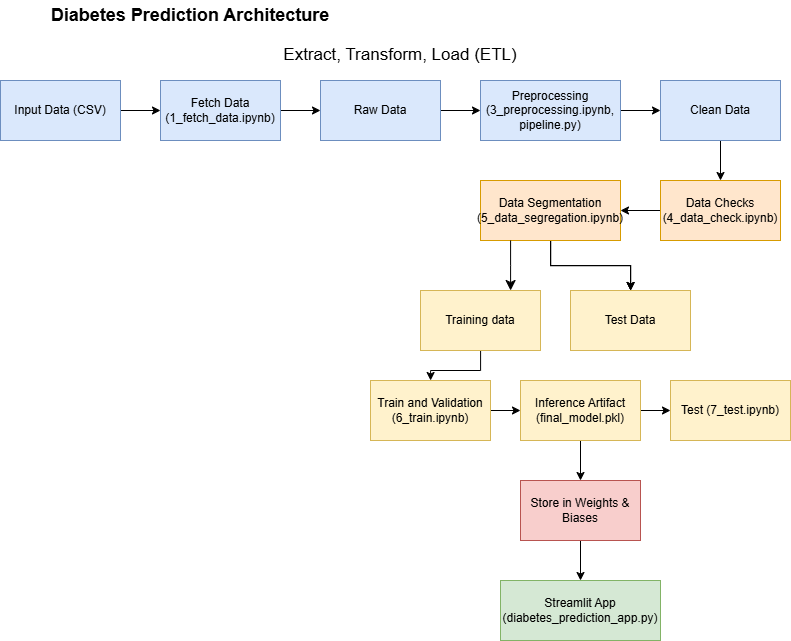 Diabetes Prediction Architecture
Extract, Transform, Load (ETL)
Input Data (CSV)
Fetch Data
(1_fetch_data.ipynb)
Raw Data
Preprocessing
(3_preprocessing.ipynb,
pipeline.py)
Clean Data
Data Segmentation
(5_data_segregation.ipynb)
Data Checks
(4_data_check.ipynb)
Training data
Test Data
Train and Validation
(6_train.ipynb)
Inference Artifact
(final_model.pkl)
Test (7_test.ipynb)
Store in Weights &
Biases
Streamlit App
(diabetes_prediction_app.py)